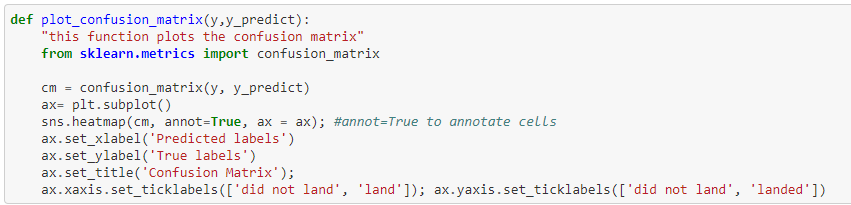 def plot_confusion_matrix(y,y_predict):
    "this function plots the confusion matrix"
    from sklearn.metrics import confusion_matrix

    cm = confusion_matrix(y, y_predict)
    ax= plt.subplot()
    sns.heatmap(cm, annot=True, ax = ax); #annot=True to annotate cells
    ax.set_xlabel('Predicted labels')
    ax.set_ylabel('True labels')
    ax.set_title('Confusion Matrix');
    ax.xaxis.set_ticklabels(['did not land', 'land']); ax.yaxis.set_ticklabels(['did not land', 'landed'])